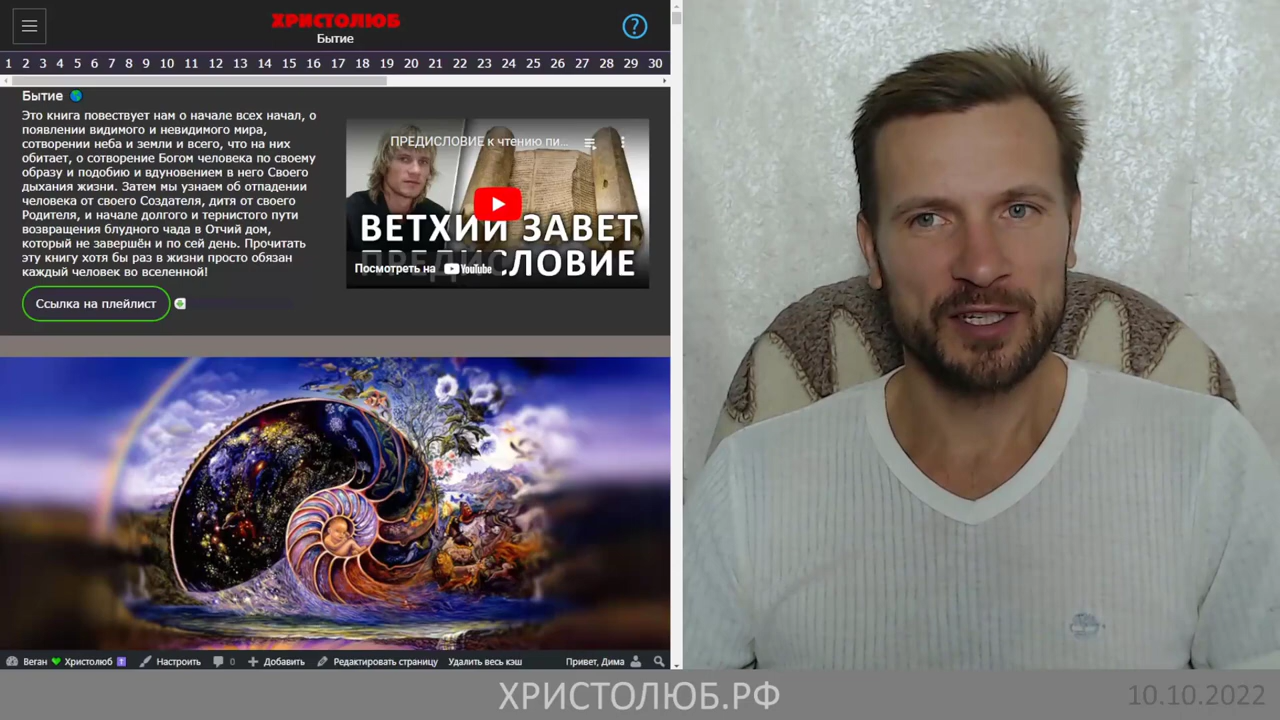 ХРИСТОЛЮБ
Бытие
?
1 2 3 4 5 6 7 8 9 10 11 12 13 14 15 16 17 18 19 20 21 22 23 24 25 26 27 28 29 30
Бытие
Это книга повествует нам о начале всех начал, о
появлении видимого и невидимого мира,
сотворении неба и земли и всего, что на них
обитает, о сотворение Богом человека по своему
образу и подобию и вдуновением в него Своего
дыхания жизни. Затем мы узнаем об отпадении
человека от своего Создателя, дитя от своего
Родителя, и начале долгого и тернистого пути
возвращения блудного чада в Отчий дом,
который не завершён и по сей день. Прочитать
эту книгу хотя бы раз в жизни просто обязан
каждый человек во вселенной!
Ссылка на плейлист
ПРЕДИСЛОВИЕ к чтению пи...
ВЕТХИЙ ЗАВЕТ
ПРЕДИСЛОВИЕ
Посмотреть на YouTube
Веган Христолюб Настроить 0 Добавить Редактировать страницу Удалить весь кэш Привет, Дима
ХРИСТОЛЮБ.РФ
10.10.2022